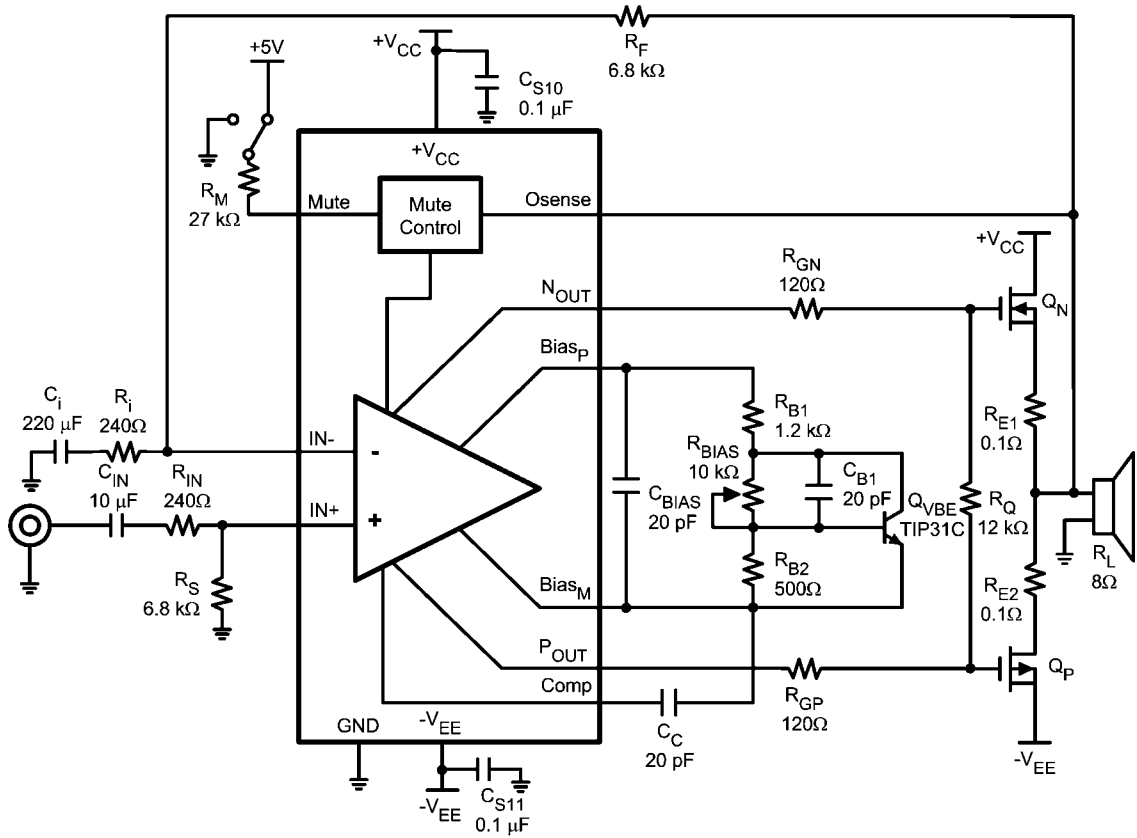 R_F
6.8 kΩ
+V_CC
+5V
C_S10
0.1 µF
+V_CC
R_M
27 kΩ
Mute
Mute
Control
Osense
+V_CC
R_GN
120Ω
N_OUT
Q_N
Bias_P
C_i
220 µF
R_i
240Ω
R_B1
1.2 kΩ
R_E1
0.1Ω
R_BIAS
10 kΩ
IN-
-
C_IN
10 µF
R_IN
240Ω
C_BIAS
20 pF
C_B1
20 pF
Q_VBE
TIP31C
R_Q
12 kΩ
IN+
+
R_L
8Ω
R_S
6.8 kΩ
Bias_M
R_B2
500Ω
R_E2
0.1Ω
P_OUT
Q_P
Comp
R_GP
120Ω
C_C
20 pF
GND
-V_EE
-V_EE
-V_EE
C_S11
0.1 µF